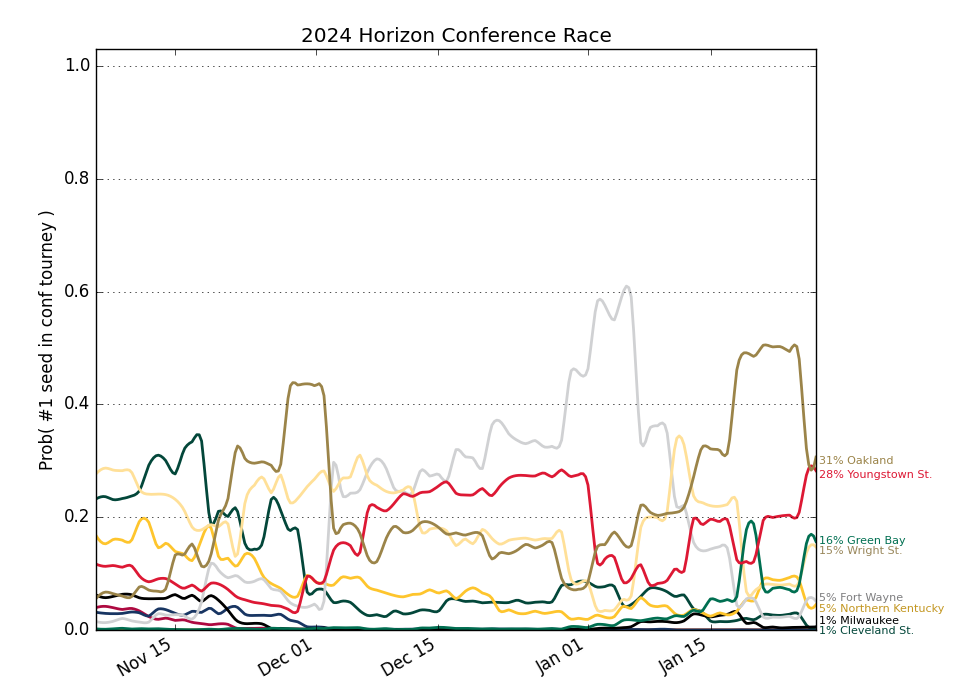 2024 Horizon Conference Race
Prob( #1 seed in conf tourney )
1.0
0.8
0.6
0.4
0.2
0.0
Nov 15
Dec 01
Dec 15
Jan 01
Jan 15
31% Oakland
28% Youngstown St.
16% Green Bay
15% Wright St.
5% Fort Wayne
5% Northern Kentucky
1% Milwaukee
1% Cleveland St.